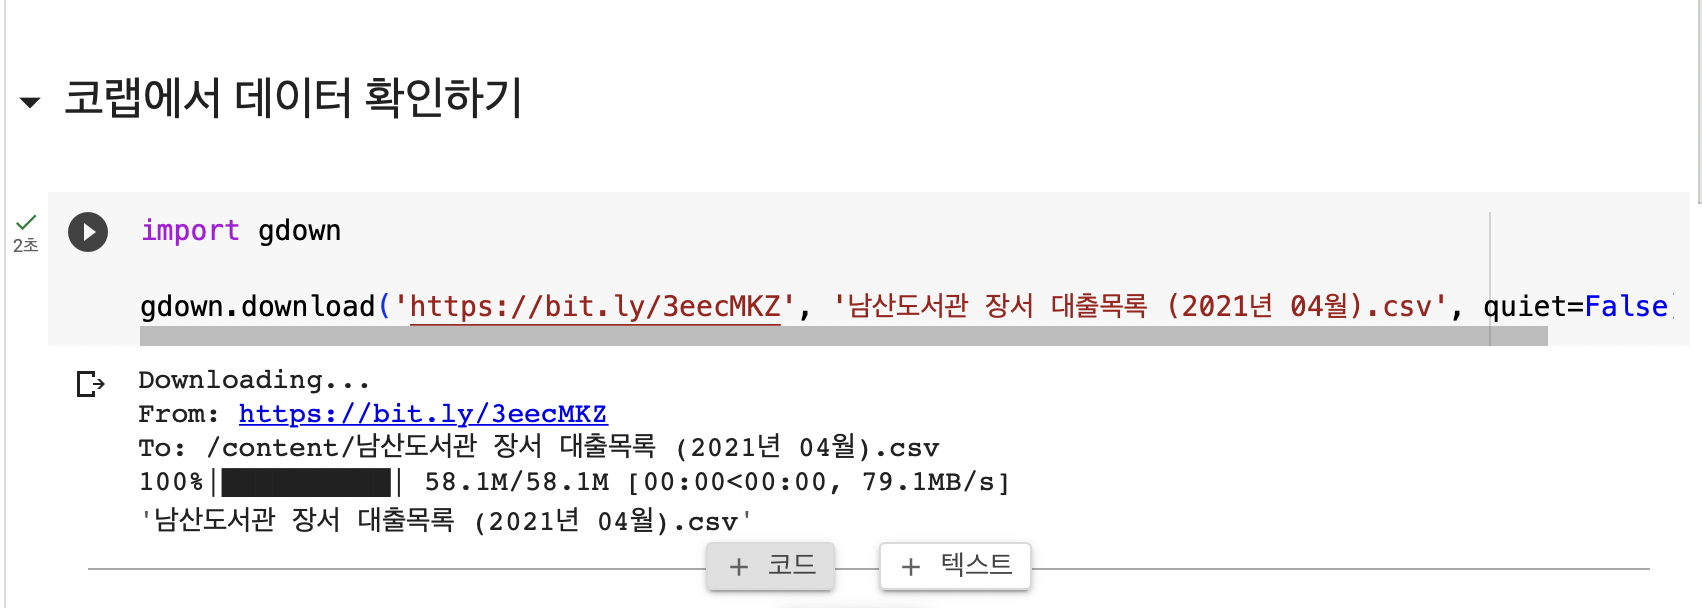 코랩에서 데이터 확인하기
2초
import gdown
gdown.download('https://bit.ly/3eecMKZ', '남산도서관 장서 대출목록 (2021년 04월).csv', quiet=False)
Downloading...
From: https://bit.ly/3eecMKZ
To: /content/남산도서관 장서 대출목록 (2021년 04월).csv
100%|██████████| 58.1M/58.1M [00:00<00:00, 79.1MB/s]
'남산도서관 장서 대출목록 (2021년 04월).csv'
+ 코드 + 텍스트